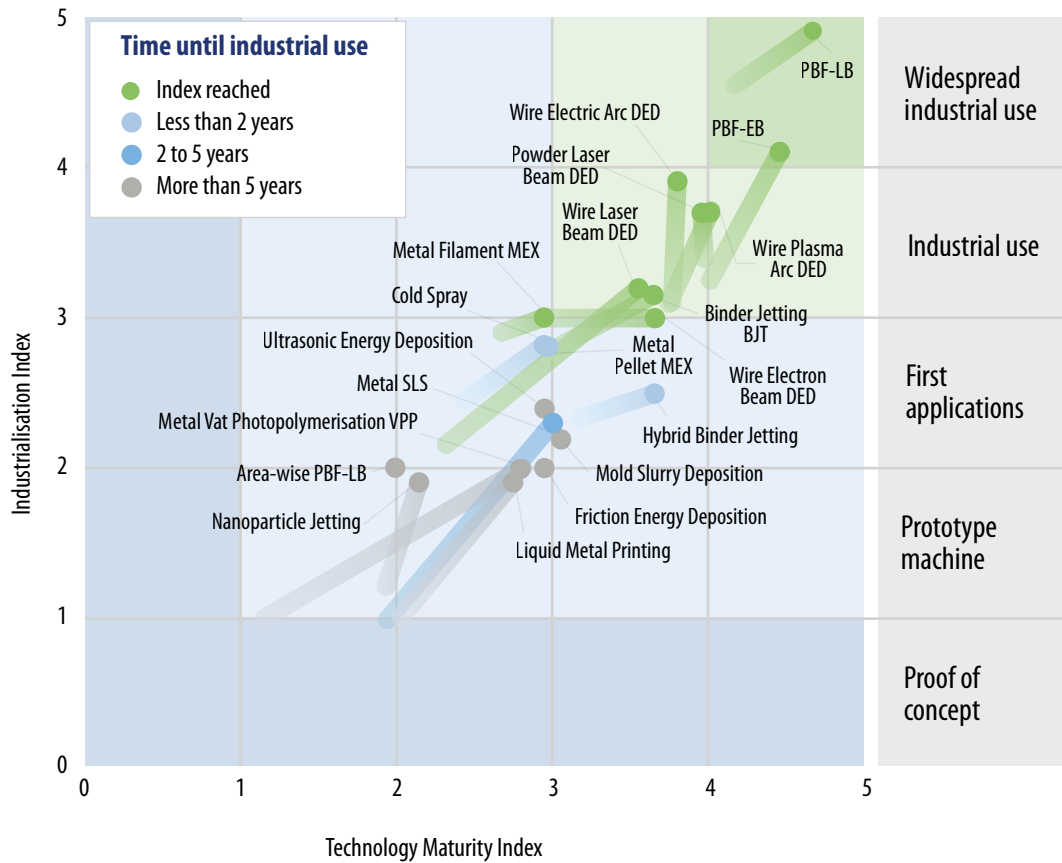 5
Time until industrial use
Index reached
Less than 2 years
2 to 5 years
More than 5 years
PBF-LB
Widespread
industrial use
Wire Electric Arc DED
PBF-EB
Powder Laser
Beam DED
4
Wire Laser
Beam DED
Metal Filament MEX
Wire Plasma
Arc DED
Industrial use
Cold Spray
3
Binder Jetting
BJT
Ultrasonic Energy Deposition
Metal
Pellet MEX
Metal SLS
Wire Electron
Beam DED
First
applications
Metal Vat Photopolymerisation VPP
Hybrid Binder Jetting
Area-wise PBF-LB
2
Mold Slurry Deposition
Nanoparticle Jetting
Friction Energy Deposition
Liquid Metal Printing
Prototype
machine
1
Proof of
concept
0
Industrialisation Index
0
1
2
3
4
5
Technology Maturity Index